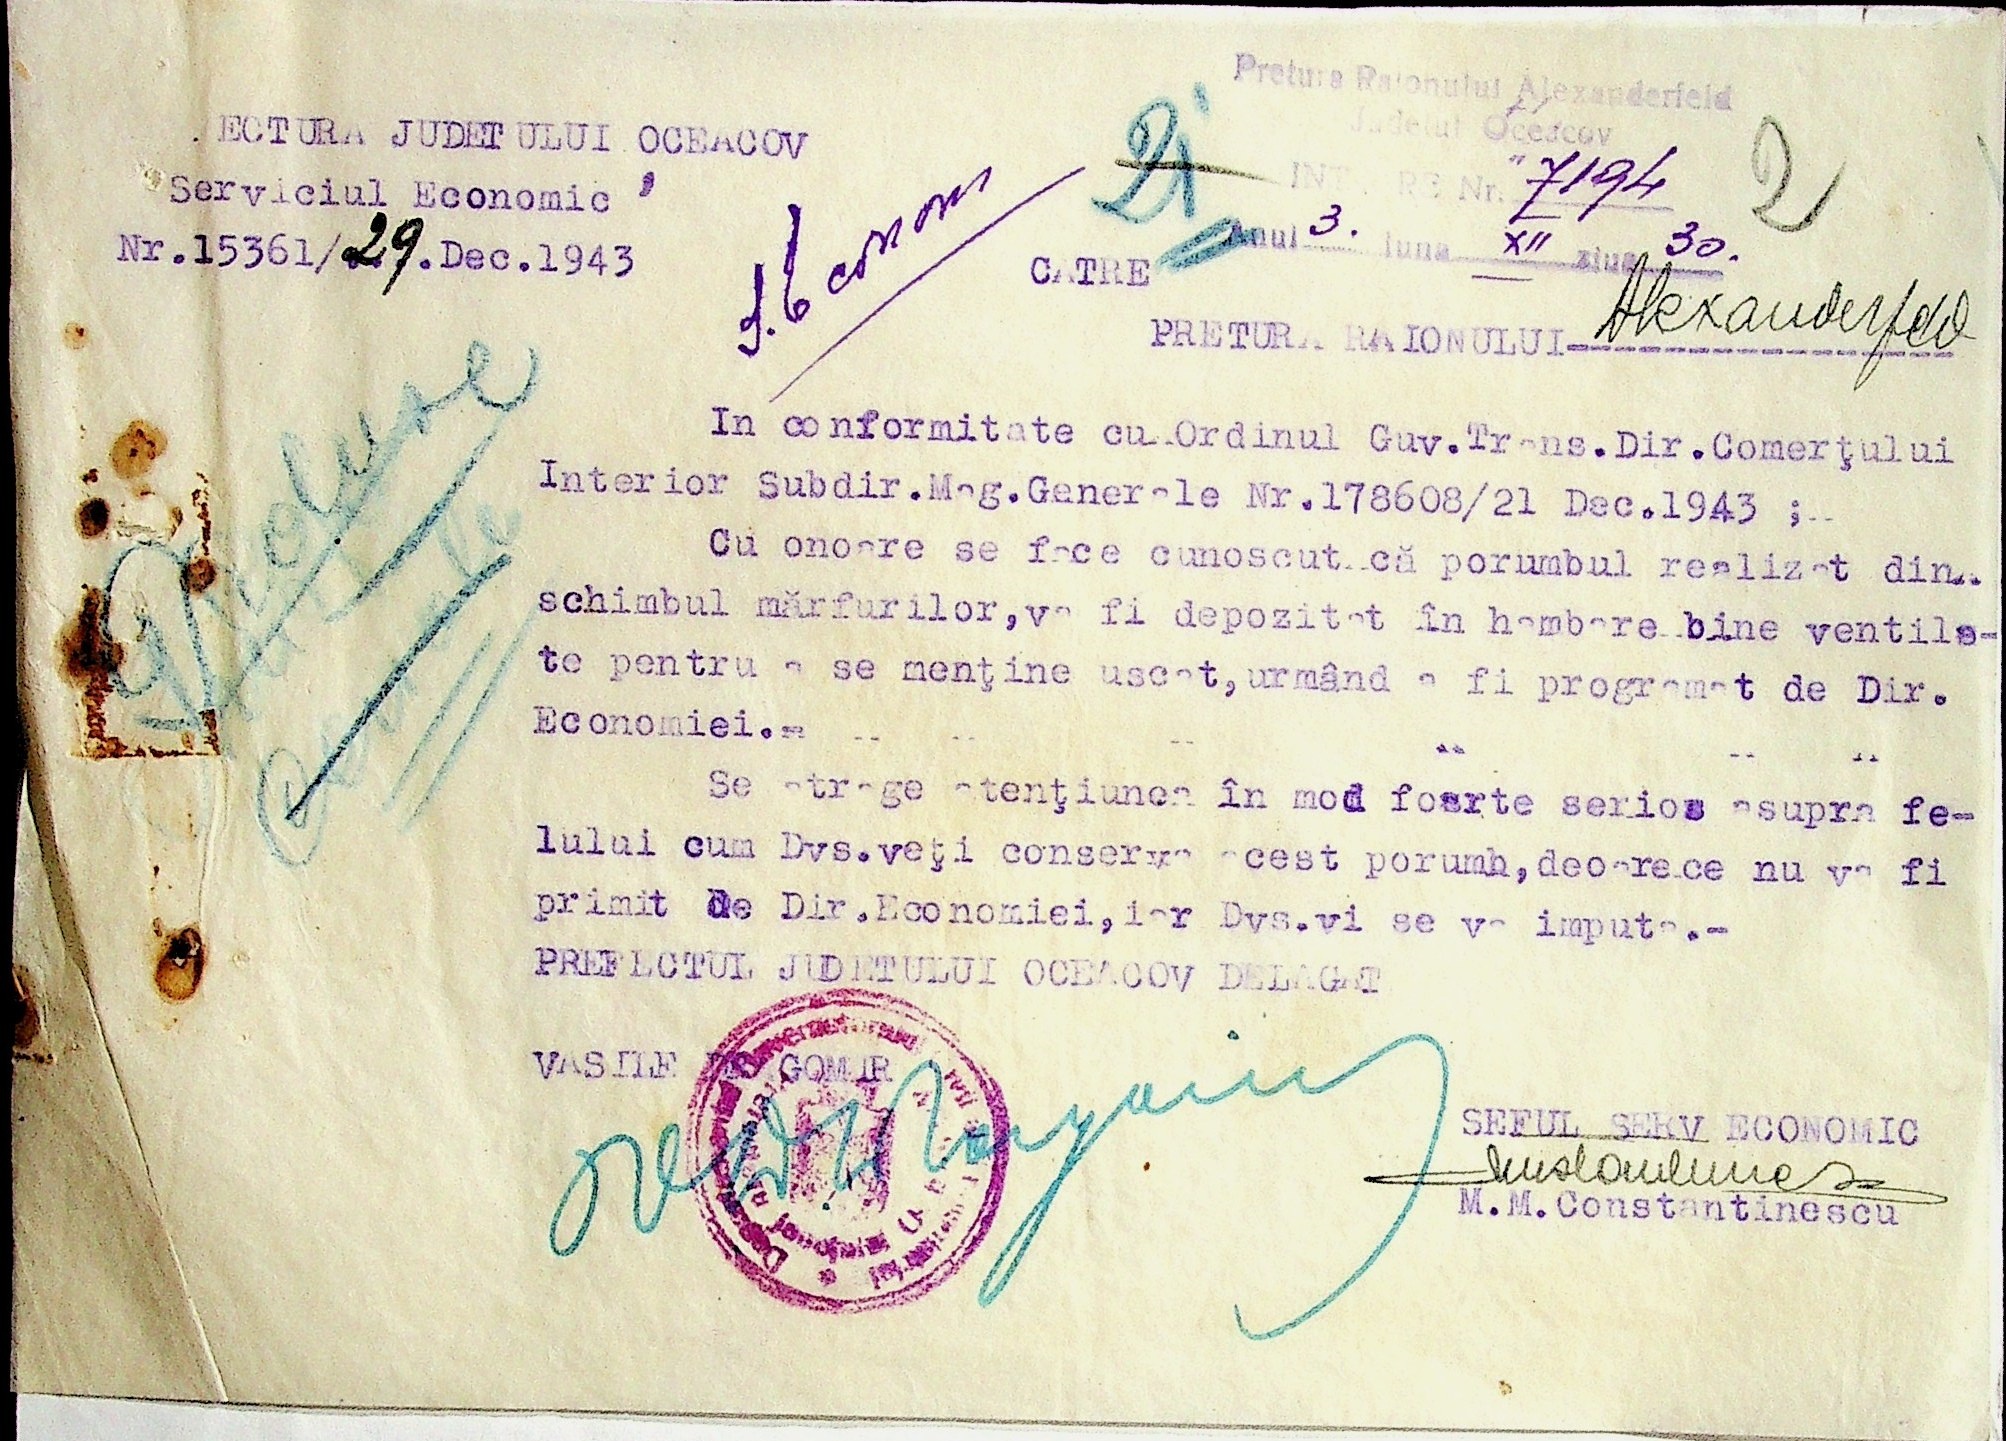 Pretura Raionului Alexanderfeld
Judetul Oceacov
INTRARE Nr. 7194
Anul 3. luna XII ziua 30.
21
2
.ECTURA JUDETULUI OCEACOV
Serviciul Economic
Nr.15361/29.Dec.1943
S. Econom
CATRE
PRETURA RAIONULUI Alexanderfeld
In conformitate cu Ordinul Guv.Trans.Dir.Comerţului
Interior Subdir.Mag.Generale Nr.178608/21 Dec.1943 ;
Cu onoare se face cunoscut că porumbul realizat din
schimbul mărfurilor,va fi depozitat în hambare bine ventila-
te pentru a se menţine uscat,urmând a fi programat de Dir.
Economiei.-
Se atrage atenţiunea în mod foarte serios asupra fe-
lului cum Dvs.veţi conserva acest porumb,deoarece nu va fi
primit de Dir.Economiei,iar Dvs.vi se va imputa.-
PREFECTUL JUDETULUI OCEACOV DELAGAT
VASILE DRAGOMIR
SEFUL SERV ECONOMIC
M.M.Constantinescu